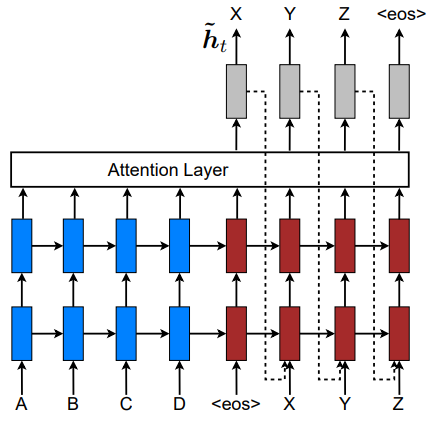 X Y Z <eos>
h̃t
Attention Layer
A B C D <eos> X Y Z